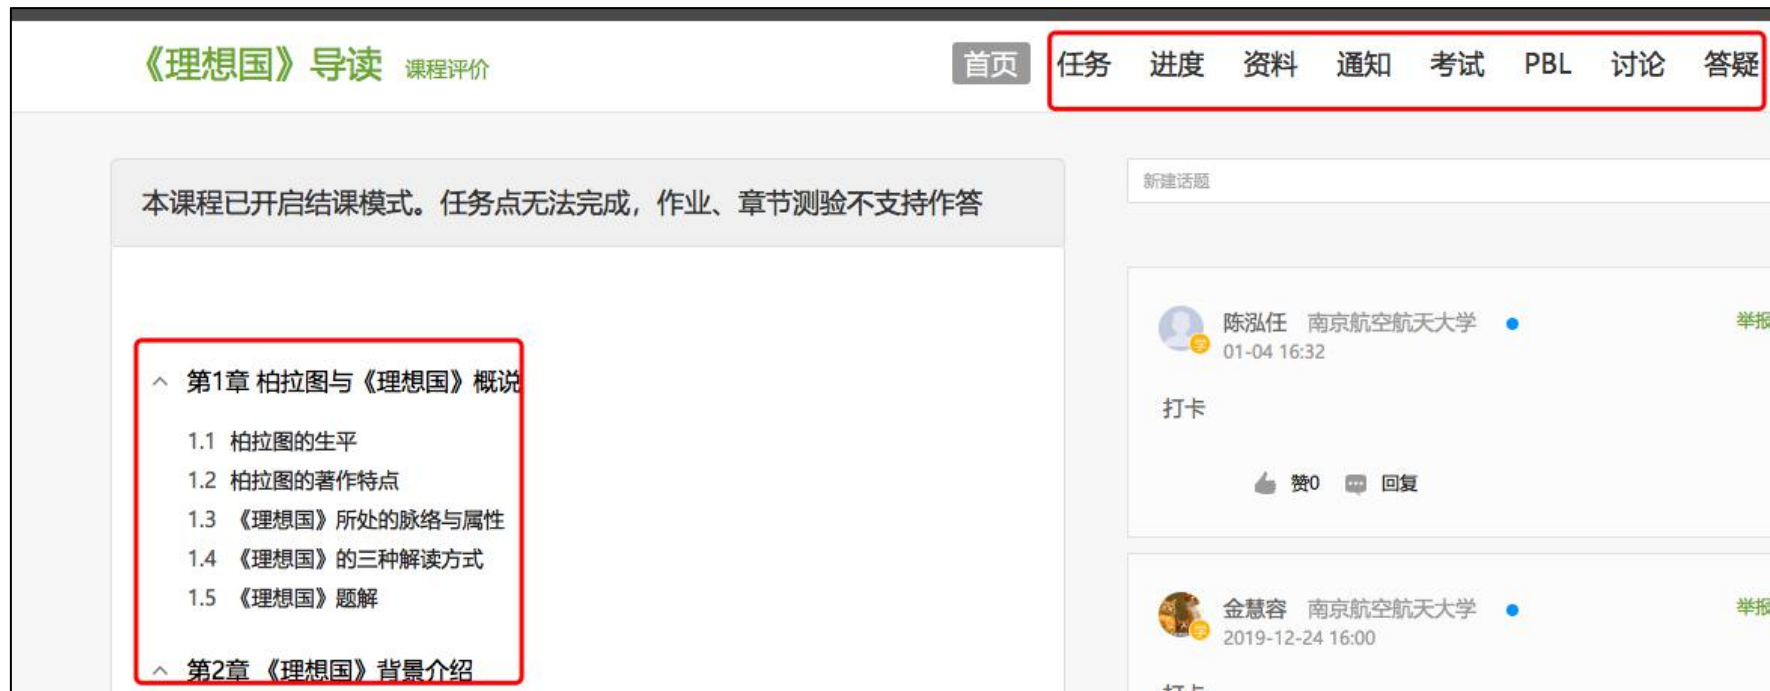 《理想国》导读 课程评价
首页 任务 进度 资料 通知 考试 PBL 讨论 答疑
本课程已开启结课模式。任务点无法完成，作业、章节测验不支持作答
第1章 柏拉图与《理想国》概说
1.1 柏拉图的生平
1.2 柏拉图的著作特点
1.3 《理想国》所处的脉络与属性
1.4 《理想国》的三种解读方式
1.5 《理想国》题解
第2章 《理想国》背景介绍
新建话题
陈泓任 南京航空航天大学 举报
01-04 16:32
打卡
赞0 回复
金慧容 南京航空航天大学 举报
2019-12-24 16:00
打卡